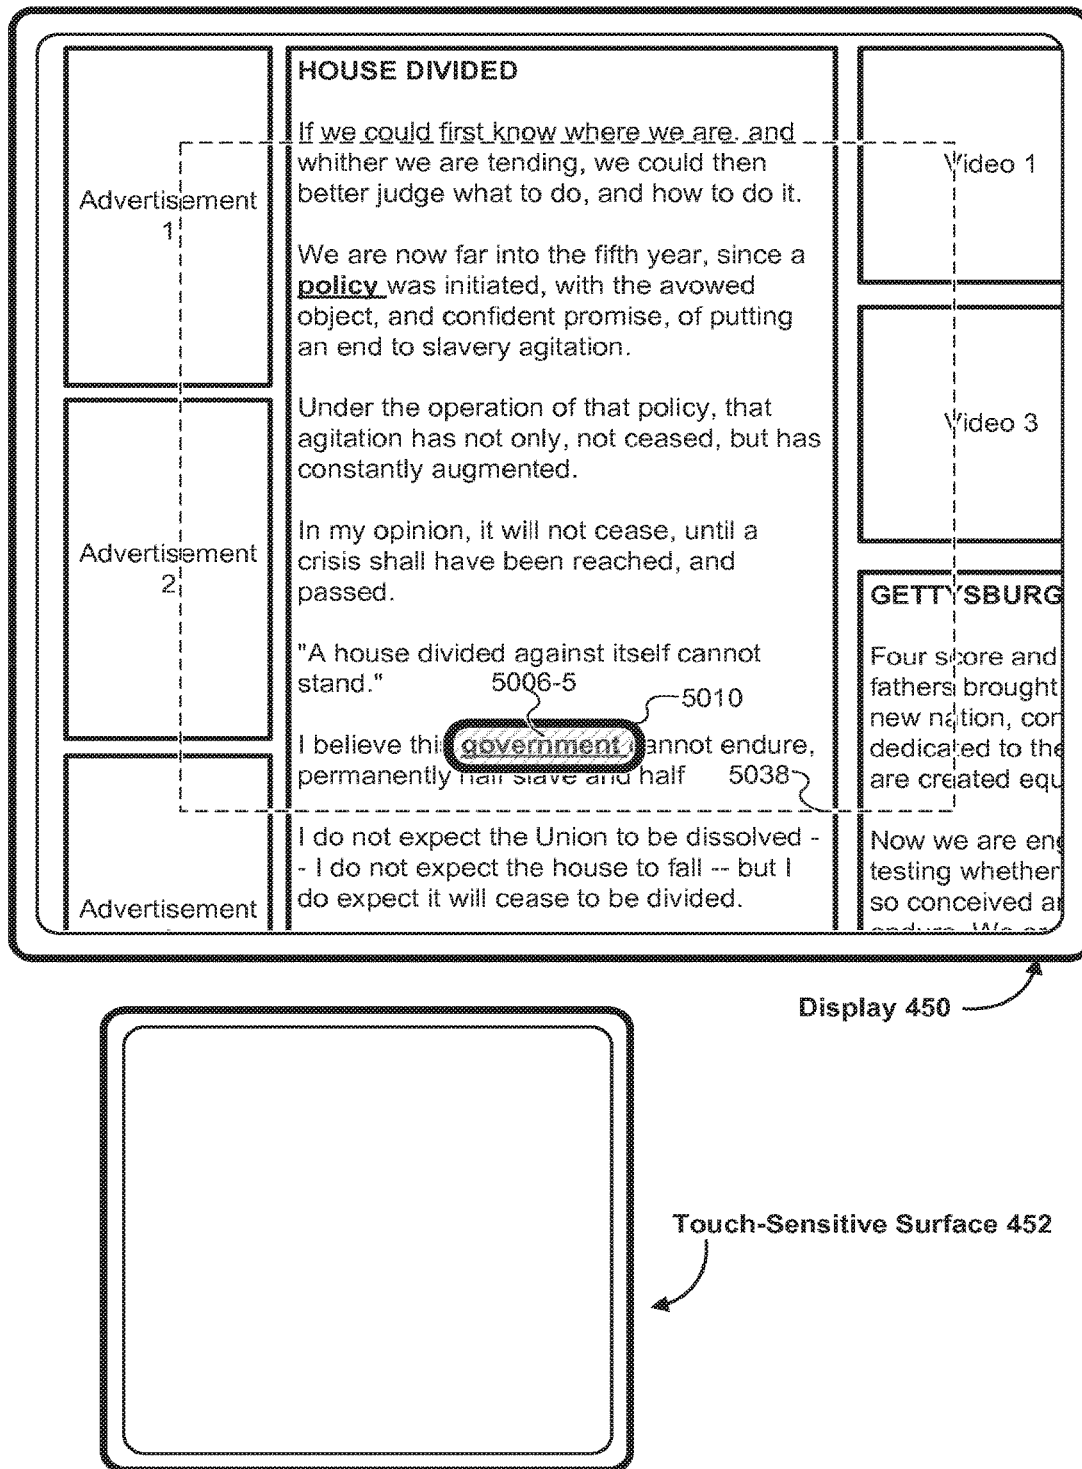 Advertisement
1
Advertisement
2
Advertisement
HOUSE DIVIDED
If we could first know where we are, and
whither we are tending, we could then
better judge what to do, and how to do it.
We are now far into the fifth year, since a
policy was initiated, with the avowed
object, and confident promise, of putting
an end to slavery agitation.
Under the operation of that policy, that
agitation has not only, not ceased, but has
constantly augmented.
In my opinion, it will not cease, until a
crisis shall have been reached, and
passed.
"A house divided against itself cannot
stand."
5006-5
5010
I believe this government cannot endure,
permanently half slave and half
5038
I do not expect the Union to be dissolved -
- I do not expect the house to fall -- but I
do expect it will cease to be divided.
Video 1
Video 3
GETTYSBURG
Four score and
fathers brought
new nation, con
dedicated to the
are created equ
Now we are eng
testing whether
so conceived a
endure. We ar
Display 450
Touch-Sensitive Surface 452